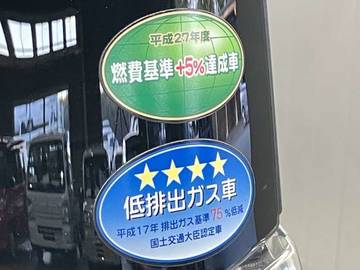 平成27年度
燃費基準+5%達成車
★★★★
低排出ガス車
平成17年排出ガス基準75%低減
国土交通大臣認定車